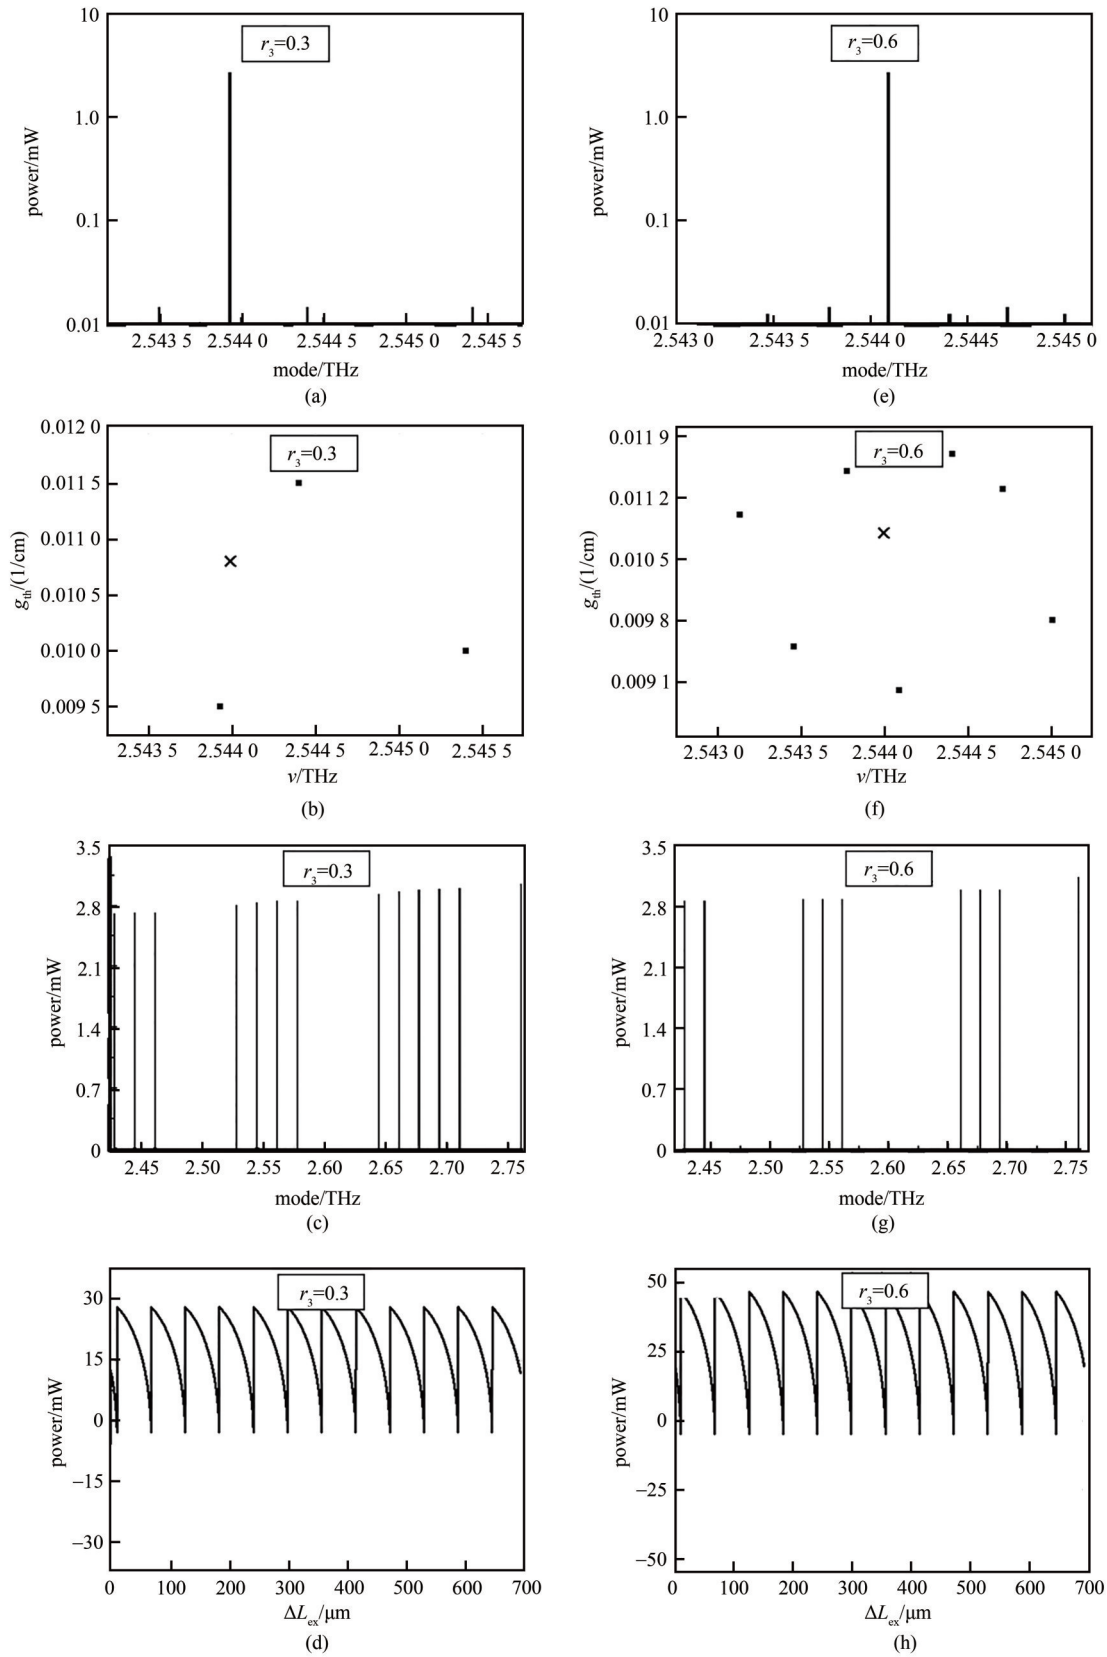 10
r3=0.3
1.0
power/mW
0.1
0.01
2.543 5 2.544 0 2.544 5 2.545 0 2.545 5
mode/THz
(a)
10
r3=0.6
1.0
power/mW
0.1
0.01
2.543 0 2.543 5 2.544 0 2.5445 2.545 0
mode/THz
(e)
0.012 0
r3=0.3
0.011 5
0.011 0
gth/(1/cm)
0.010 5
0.010 0
0.009 5
2.543 5 2.544 0 2.544 5 2.545 0 2.545 5
v/THz
(b)
0.011 9
r3=0.6
0.011 2
0.010 5
gth/(1/cm)
0.009 8
0.009 1
2.543 0 2.543 5 2.544 0 2.544 5 2.545 0
v/THz
(f)
3.5
r3=0.3
2.8
2.1
power/mW
1.4
0.7
0
2.45 2.50 2.55 2.60 2.65 2.70 2.75
mode/THz
(c)
3.5
r3=0.6
2.8
2.1
power/mW
1.4
0.7
0
2.45 2.50 2.55 2.60 2.65 2.70 2.75
mode/THz
(g)
r3=0.3
30
15
power/mW
0
−15
−30
0 100 200 300 400 500 600 700
ΔLex/μm
(d)
50
r3=0.6
25
power/mW
0
−25
−50
0 100 200 300 400 500 600 700
ΔLex/μm
(h)